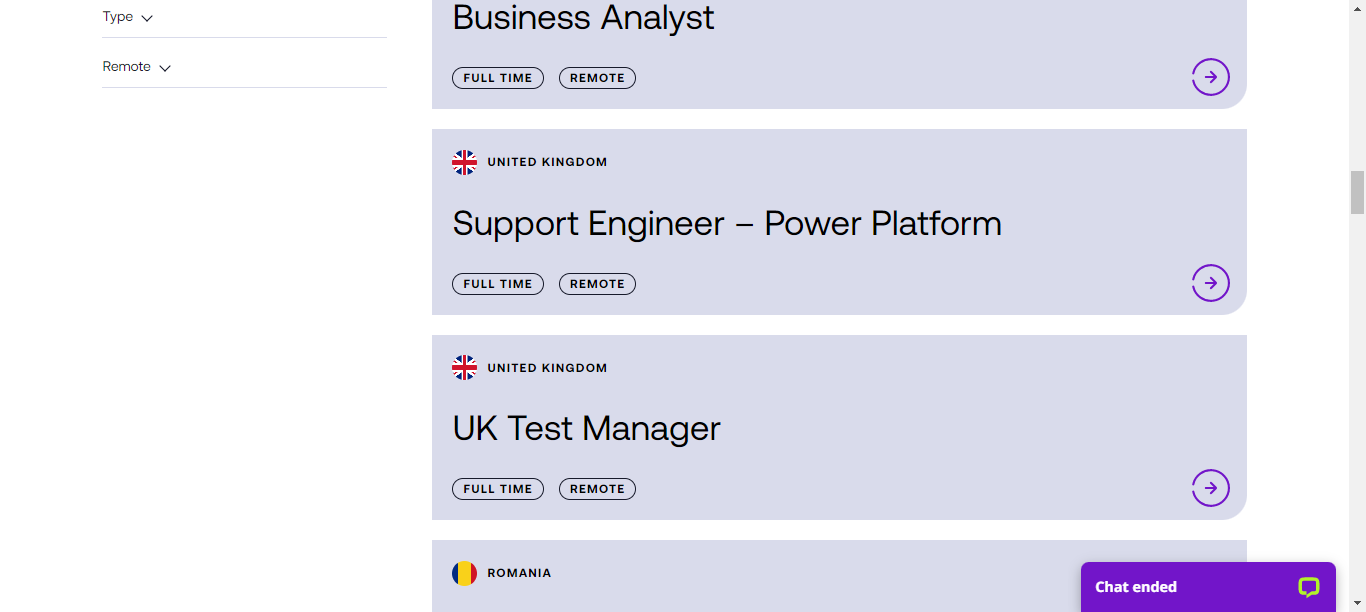 Type
Remote
Business Analyst
FULL TIME REMOTE
UNITED KINGDOM
Support Engineer – Power Platform
FULL TIME REMOTE
UNITED KINGDOM
UK Test Manager
FULL TIME REMOTE
ROMANIA
Chat ended